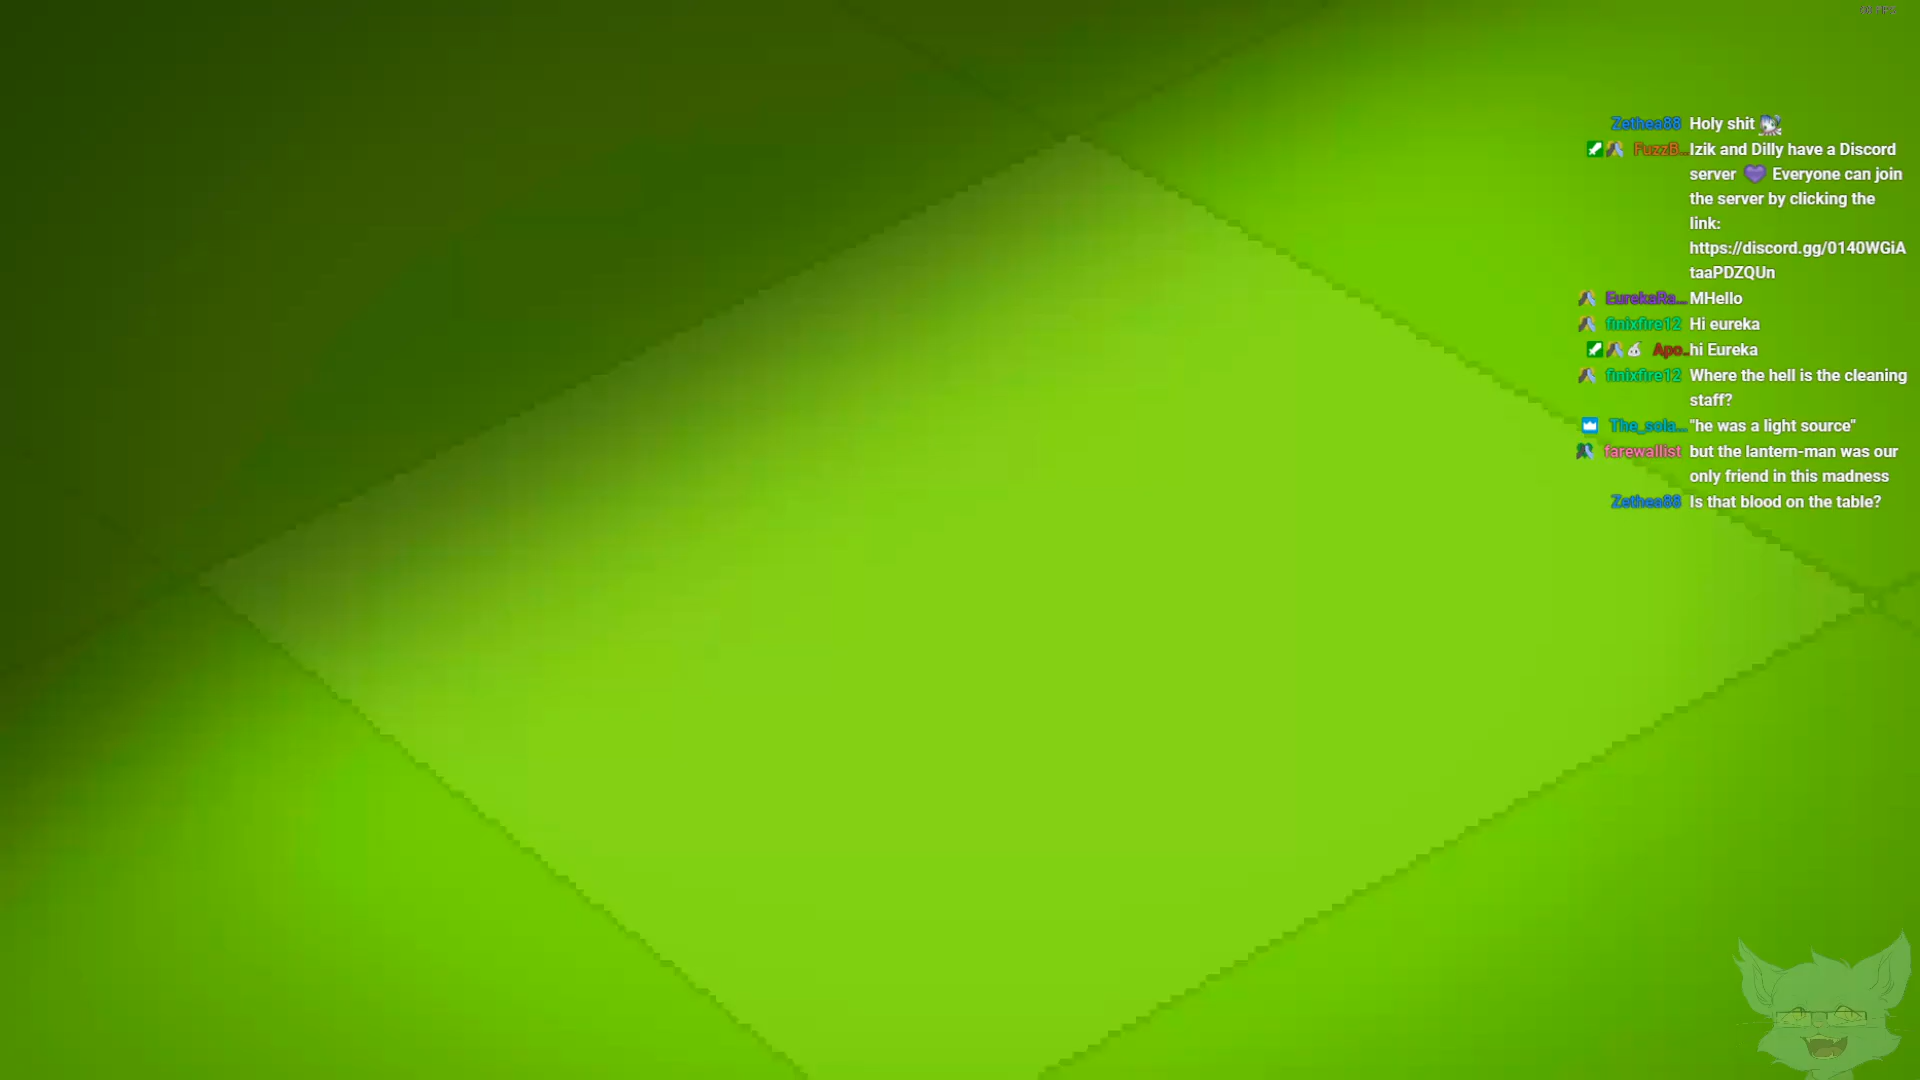 Zethea88 Holy shit
FuzzB... Izik and Dilly have a Discord
server 💜 Everyone can join
the server by clicking the
link:
https://discord.gg/0140WGiA
taaPDZQUn
EurekaRa... MHello
finixfire12 Hi eureka
Apo.. hi Eureka
finixfire12 Where the hell is the cleaning
staff?
The_sola... "he was a light source"
farewallist but the lantern-man was our
only friend in this madness
Zethea88 Is that blood on the table?